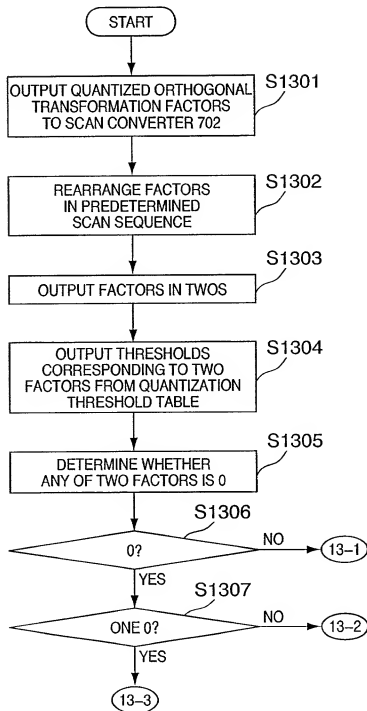 START
S1301
OUTPUT QUANTIZED ORTHOGONAL
TRANSFORMATION FACTORS
TO SCAN CONVERTER 702
S1302
REARRANGE FACTORS
IN PREDETERMINED
SCAN SEQUENCE
S1303
OUTPUT FACTORS IN TWOS
S1304
OUTPUT THRESHOLDS
CORRESPONDING TO TWO
FACTORS FROM QUANTIZATION
THRESHOLD TABLE
S1305
DETERMINE WHETHER
ANY OF TWO FACTORS IS 0
S1306
0?
NO
13-1
YES
S1307
ONE 0?
NO
13-2
YES
13-3